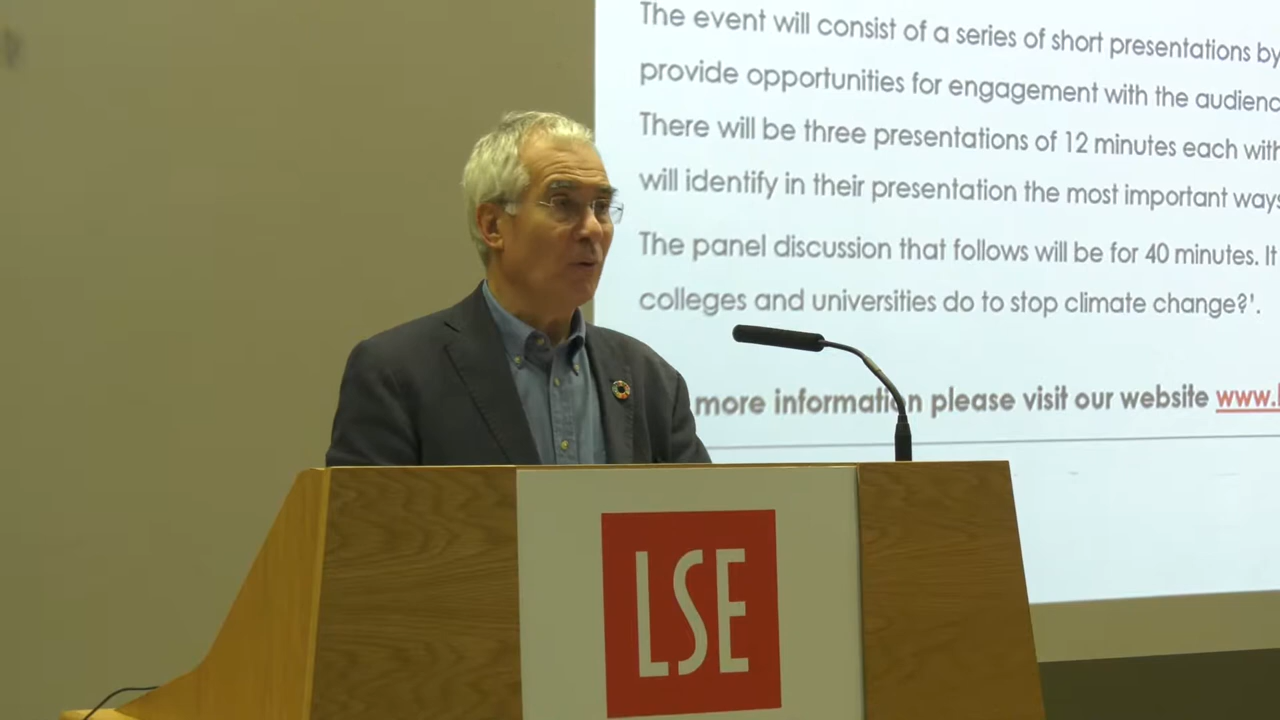 The event will consist of a series of short presentations by
provide opportunities for engagement with the audienc
There will be three presentations of 12 minutes each with
will identify in their presentation the most important ways
The panel discussion that follows will be for 40 minutes. It
colleges and universities do to stop climate change?'.
more information please visit our website www.l
LSE